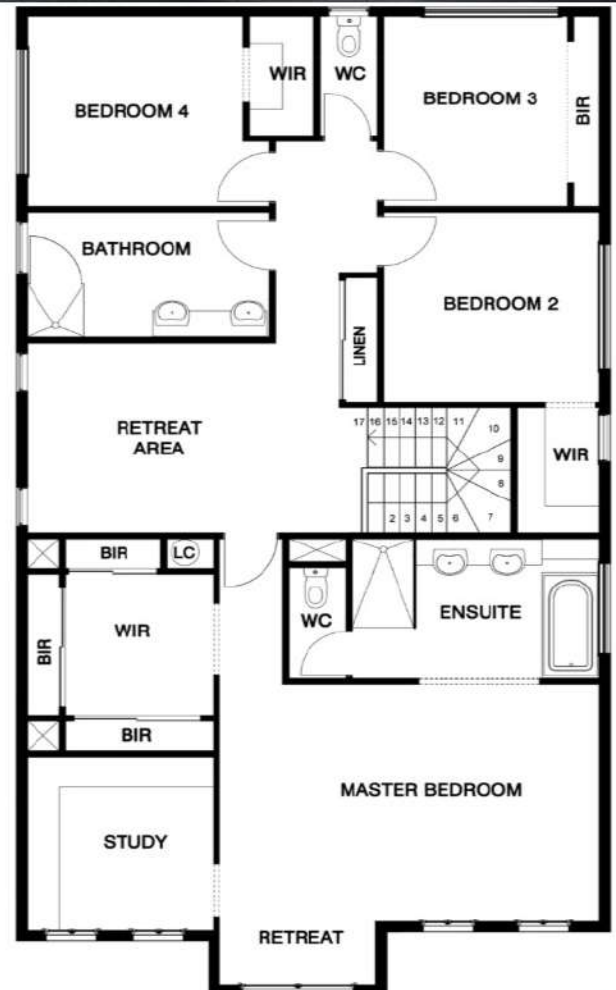 WIR
WC
BEDROOM 3
BEDROOM 4
BIR
BATHROOM
BEDROOM 2
LINEN
RETREAT
AREA
17 16 15 14 13 12 11
10
9
8
7
2 3 4 5 6
WIR
BIR
LC
WC
ENSUITE
WIR
BIR
BIR
MASTER BEDROOM
STUDY
RETREAT